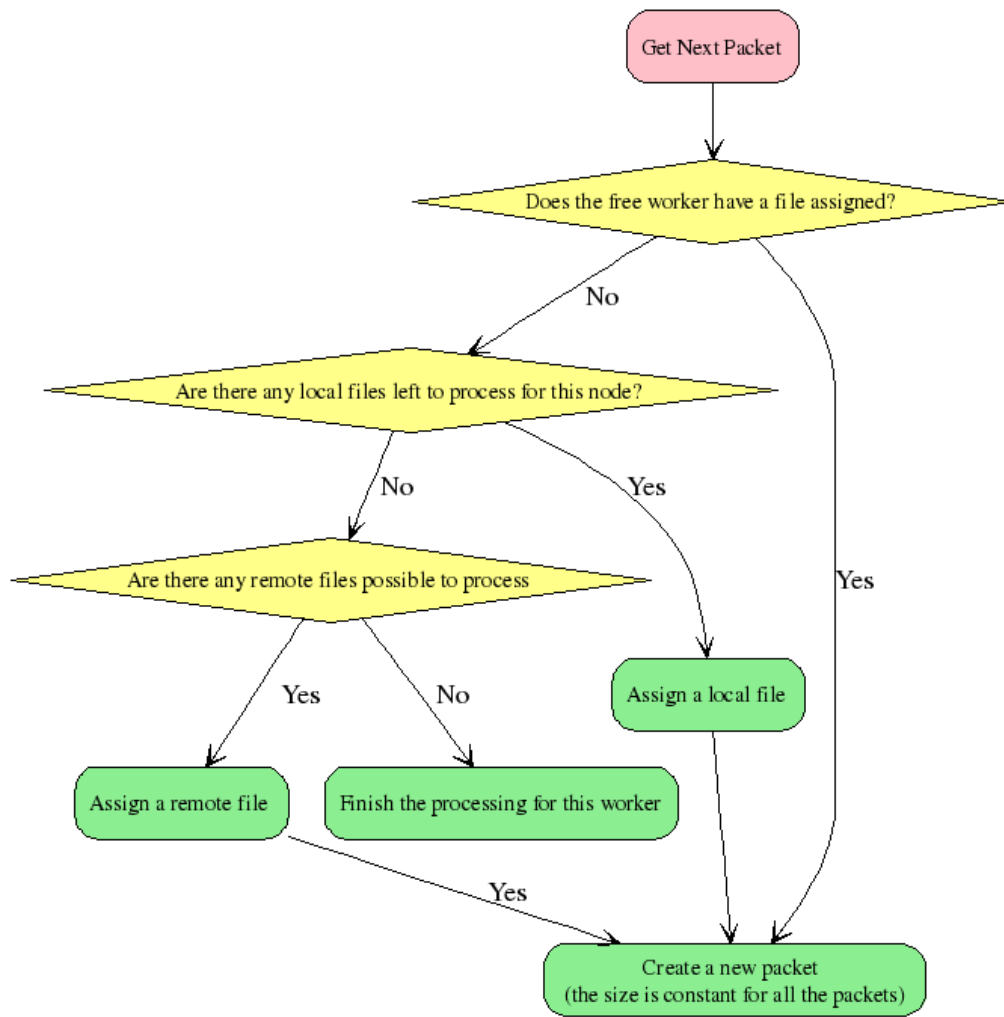 Get Next Packet
Does the free worker have a file assigned?
No
Are there any local files left to process for this node?
No
Yes
Yes
Are there any remote files possible to process
Yes
No
Assign a local file
Assign a remote file
Finish the processing for this worker
Yes
Create a new packet
(the size is constant for all the packets)